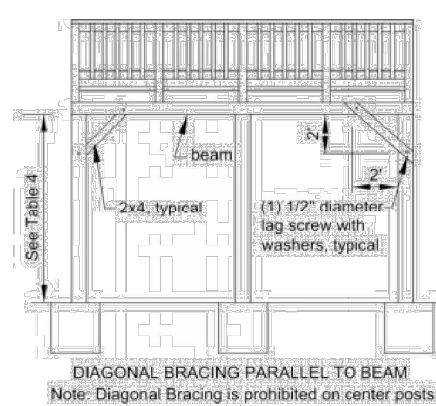 2'
beam
2'
See Table 4
2x4, typical
(1) 1/2" diameter
lag screw with
washers, typical
DIAGONAL BRACING PARALLEL TO BEAM
Note: Diagonal Bracing is prohibited on center posts